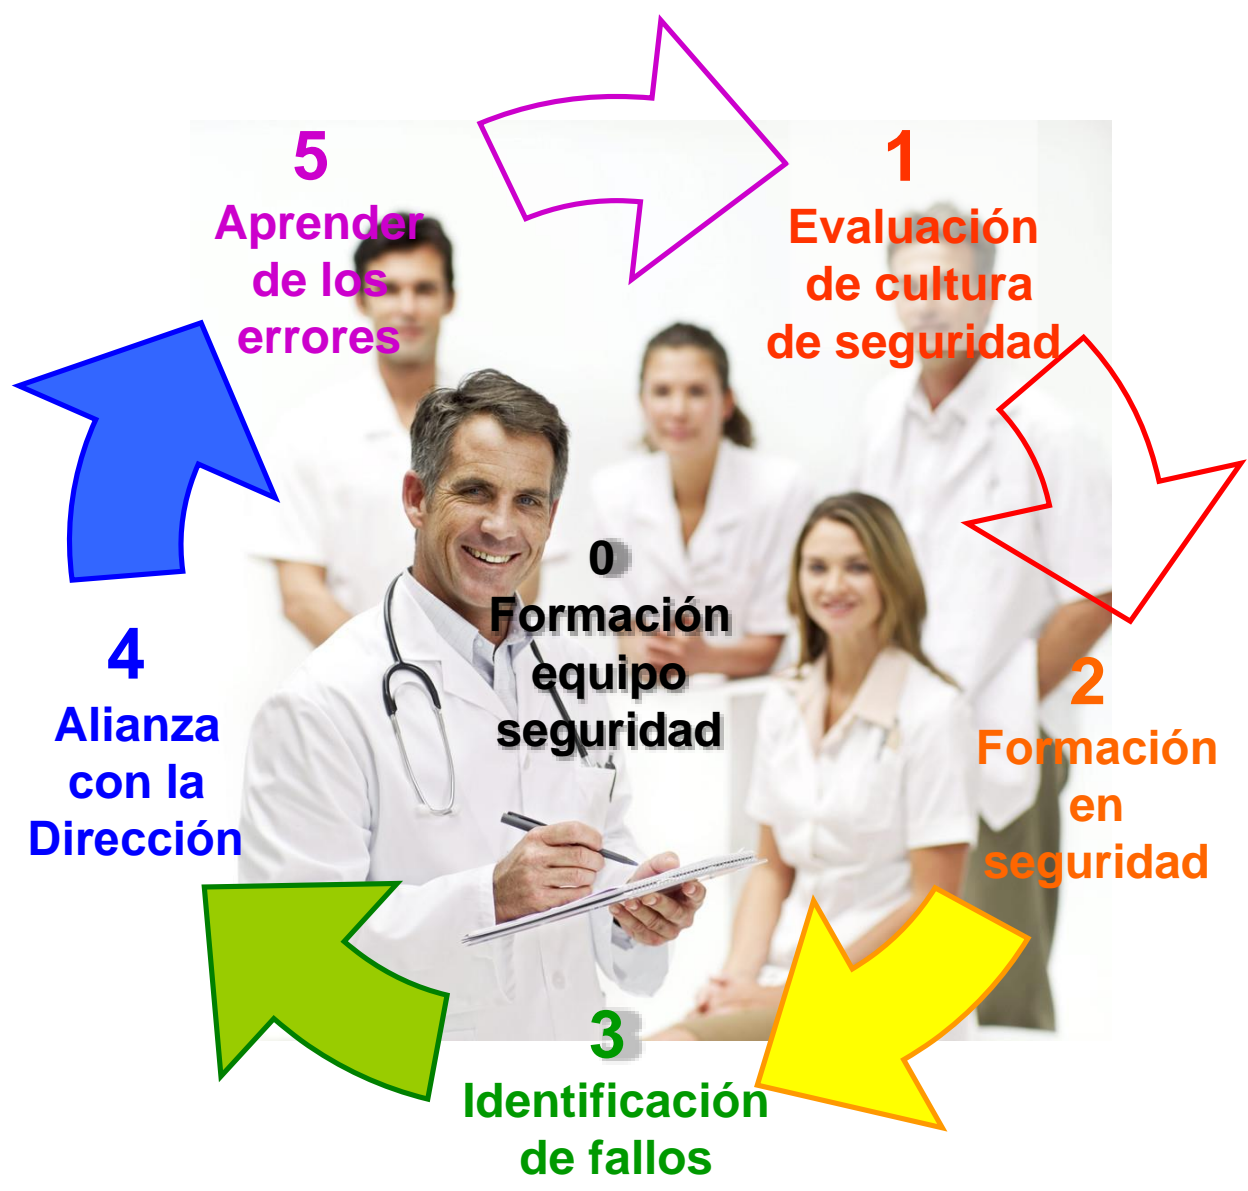 0
Formación
equipo
seguridad
1
Evaluación
de cultura
de seguridad
2
Formación
en
seguridad
3
Identificación
de fallos
4
Alianza
con la
Dirección
5
Aprender
de los
errores